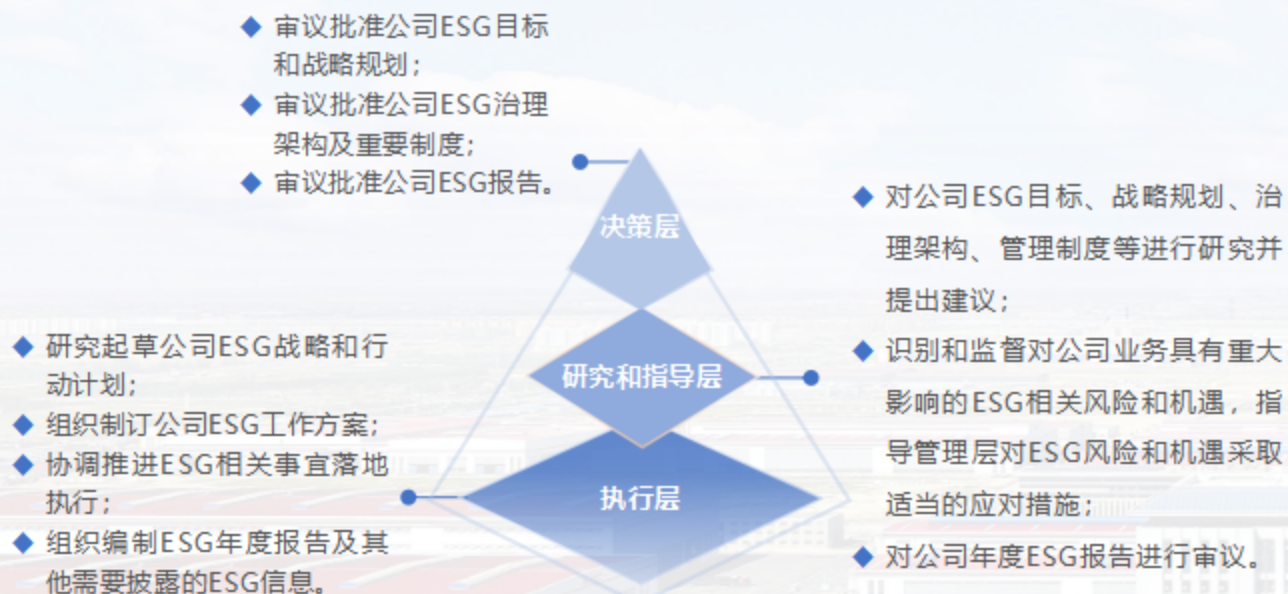 ◆ 审议批准公司ESG目标
和战略规划；
◆ 审议批准公司ESG治理
架构及重要制度；
◆ 审议批准公司ESG报告。
决策层
◆ 对公司ESG目标、战略规划、治
理架构、管理制度等进行研究并
提出建议；
◆ 识别和监督对公司业务具有重大
影响的ESG相关风险和机遇，指
导管理层对ESG风险和机遇采取
适当的应对措施；
◆ 对公司年度ESG报告进行审议。
研究和指导层
◆ 研究起草公司ESG战略和行
动计划；
◆ 组织制订公司ESG工作方案；
◆ 协调推进ESG相关事宜落地
执行；
◆ 组织编制ESG年度报告及其
他需要披露的ESG信息。
执行层